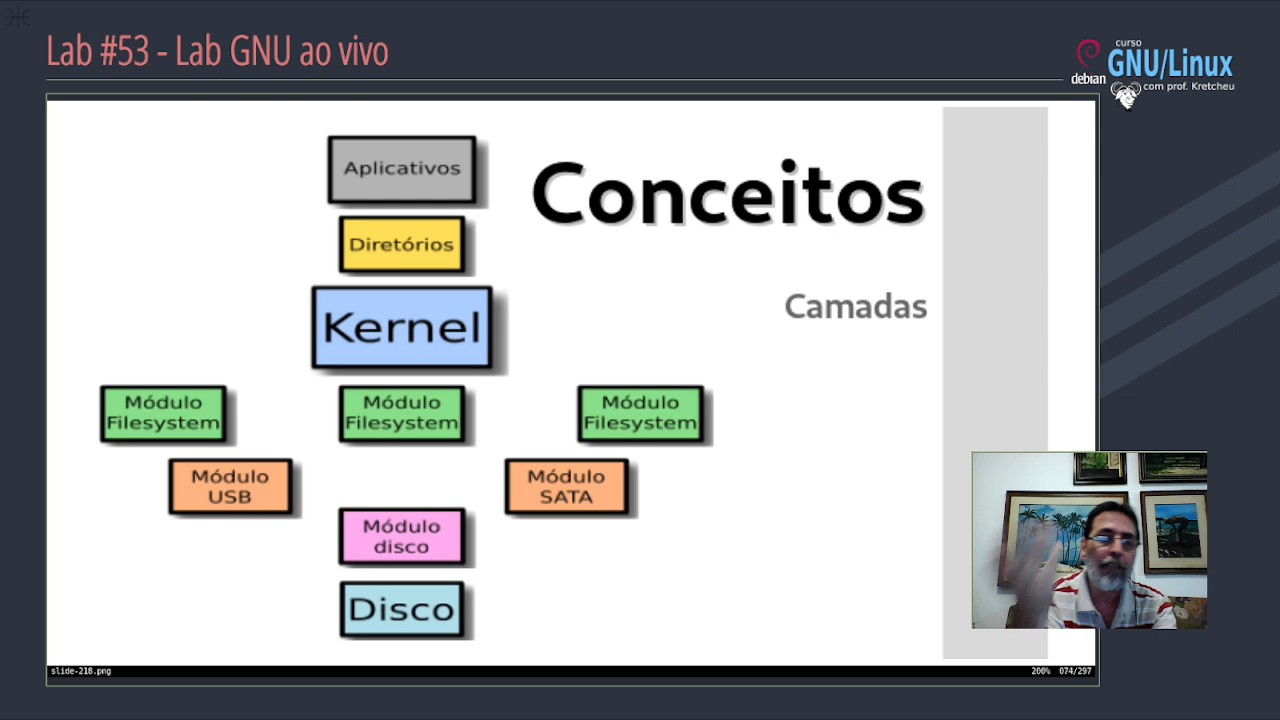 Lab #53 - Lab GNU ao vivo
curso
GNU/Linux
debian
com prof. Kretcheu
Aplicativos
Conceitos
Diretórios
Camadas
Kernel
Módulo
Filesystem
Módulo
Filesystem
Módulo
Filesystem
Módulo
USB
Módulo
SATA
Módulo
disco
Disco
slide-218.png
200% 074/297